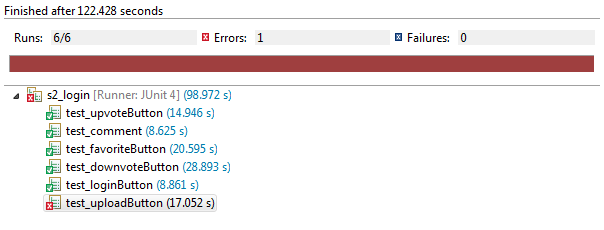 Finished after 122.428 seconds
Runs: 6/6 Errors: 1 Failures: 0
s2_login [Runner: JUnit 4] (98.972 s)
test_upvoteButton (14.946 s)
test_comment (8.625 s)
test_favoriteButton (20.595 s)
test_downvoteButton (28.893 s)
test_loginButton (8.861 s)
test_uploadButton (17.052 s)